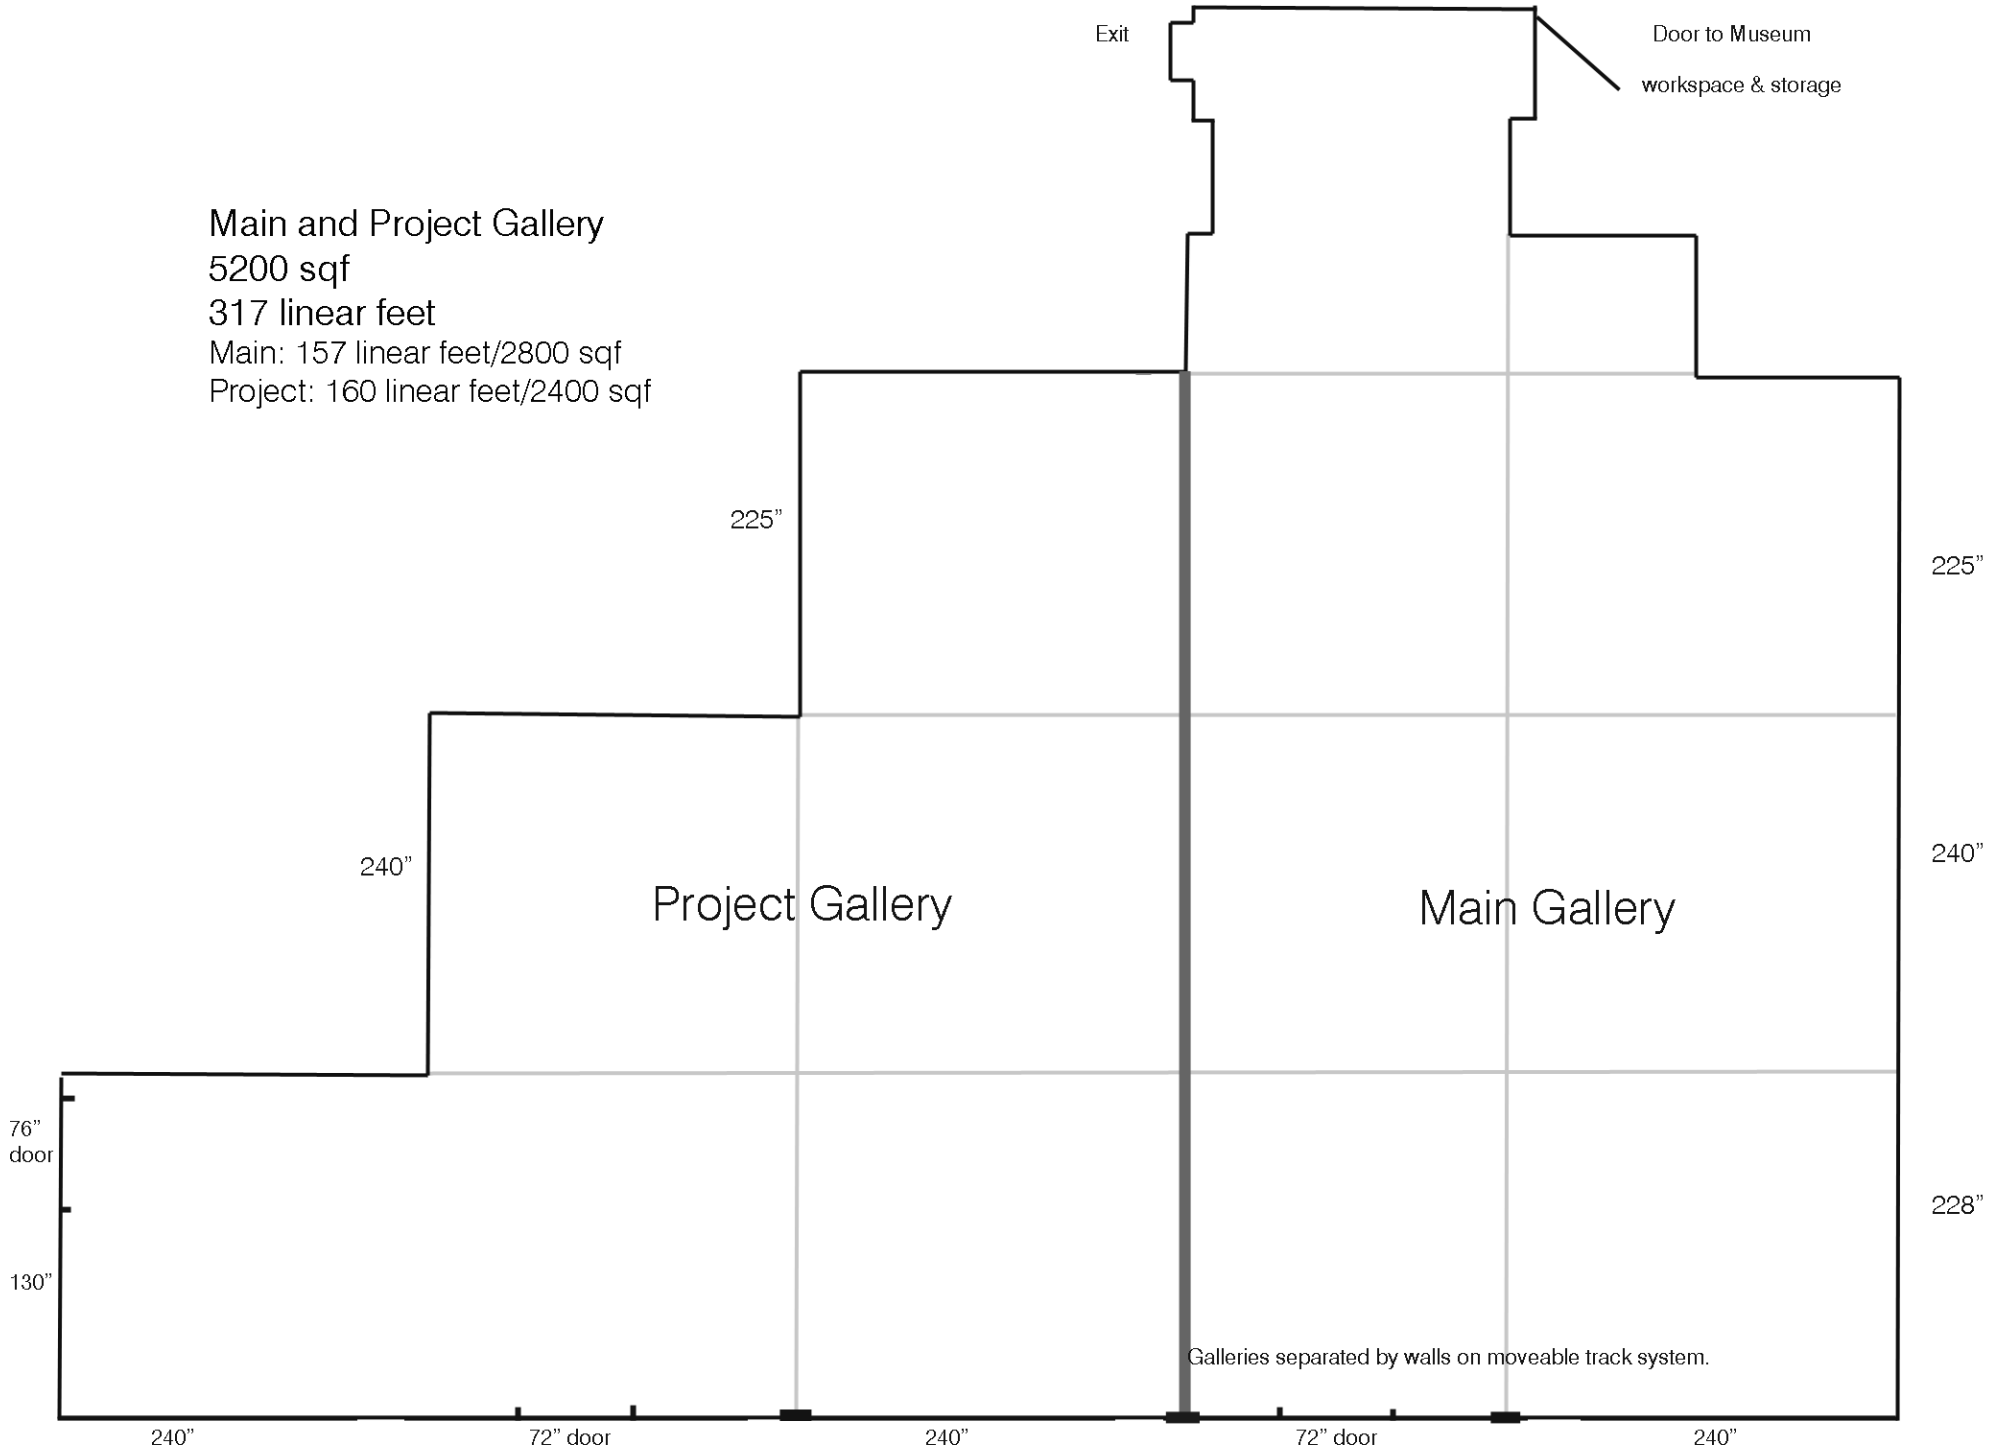 Exit
Door to Museum
workspace & storage
Main and Project Gallery
5200 sqf
317 linear feet
Main: 157 linear feet/2800 sqf
Project: 160 linear feet/2400 sqf
225”
225”
240”
240”
Project Gallery
Main Gallery
76”
door
228”
130”
Galleries separated by walls on moveable track system.
240”
72” door
240”
72” door
240”